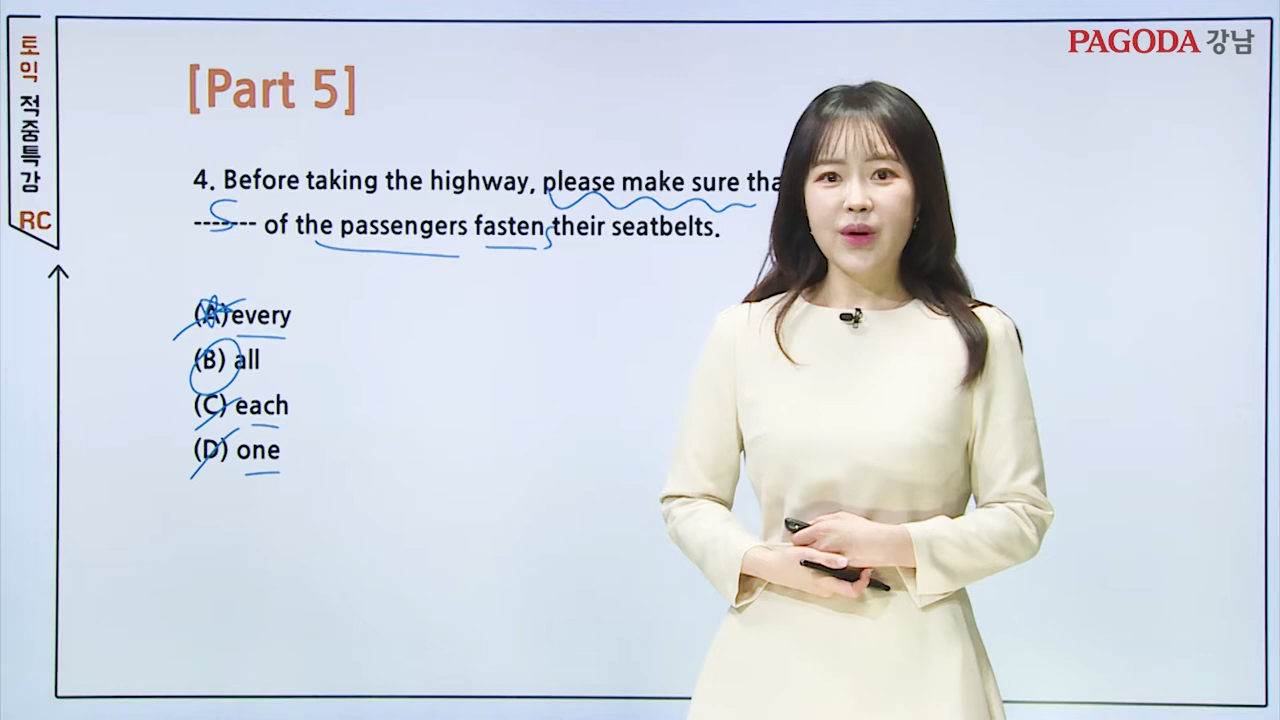 토익 적중특강
RC
PAGODA 강남
[Part 5]
4. Before taking the highway, please make sure tha
------- of the passengers fasten their seatbelts.
S
s
(A) every
(B) all
(C) each
(D) one